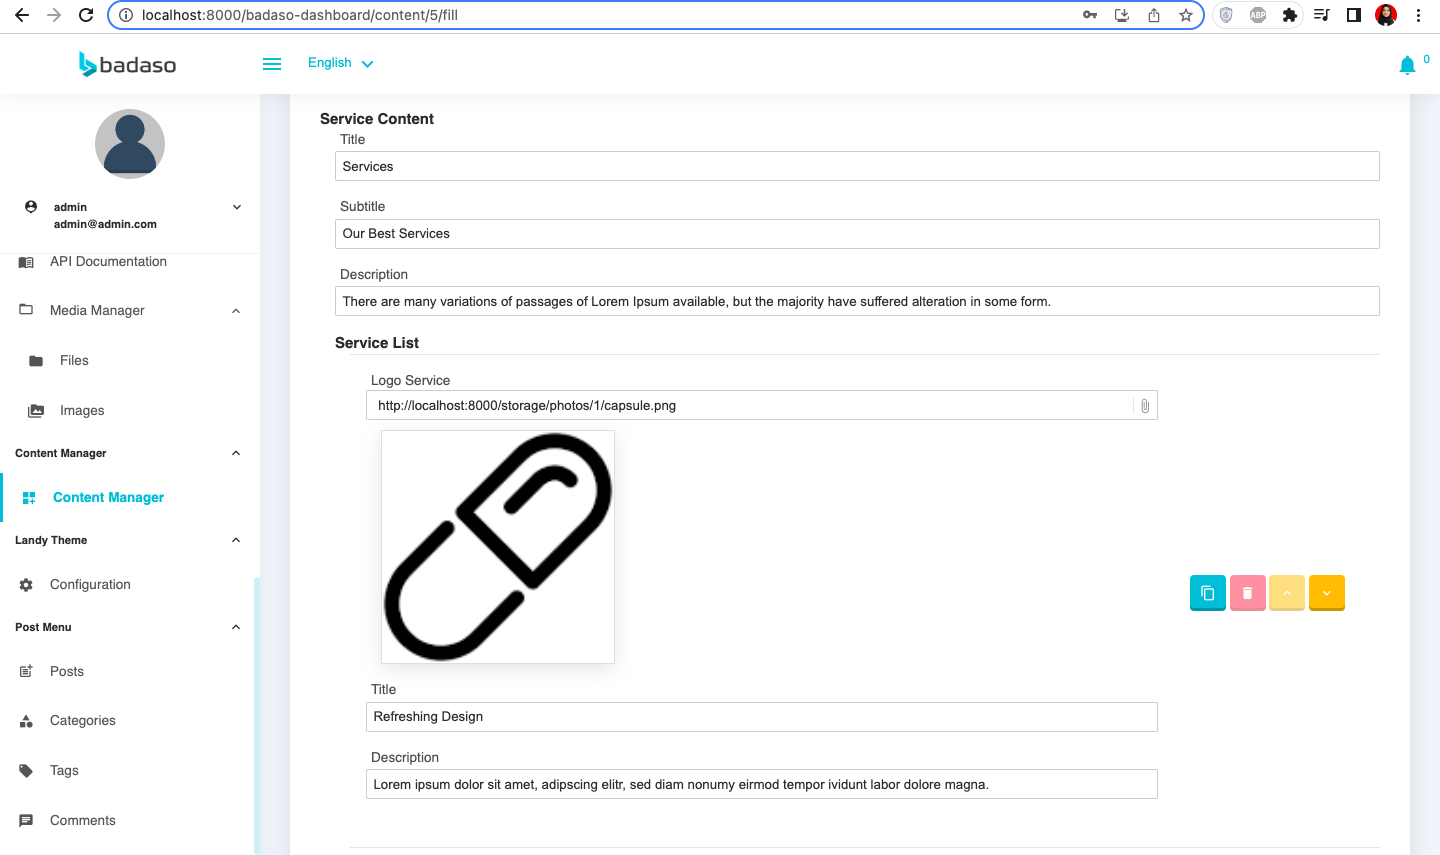 localhost:8000/badaso-dashboard/content/5/fill
ABP
badaso
English
0
admin
admin@admin.com
API Documentation
Media Manager
Files
Images
Content Manager
Content Manager
Landy Theme
Configuration
Post Menu
Posts
Categories
Tags
Comments
Service Content
Title
Services
Subtitle
Our Best Services
Description
There are many variations of passages of Lorem Ipsum available, but the majority have suffered alteration in some form.
Service List
Logo Service
http://localhost:8000/storage/photos/1/capsule.png
Title
Refreshing Design
Description
Lorem ipsum dolor sit amet, adipscing elitr, sed diam nonumy eirmod tempor ividunt labor dolore magna.